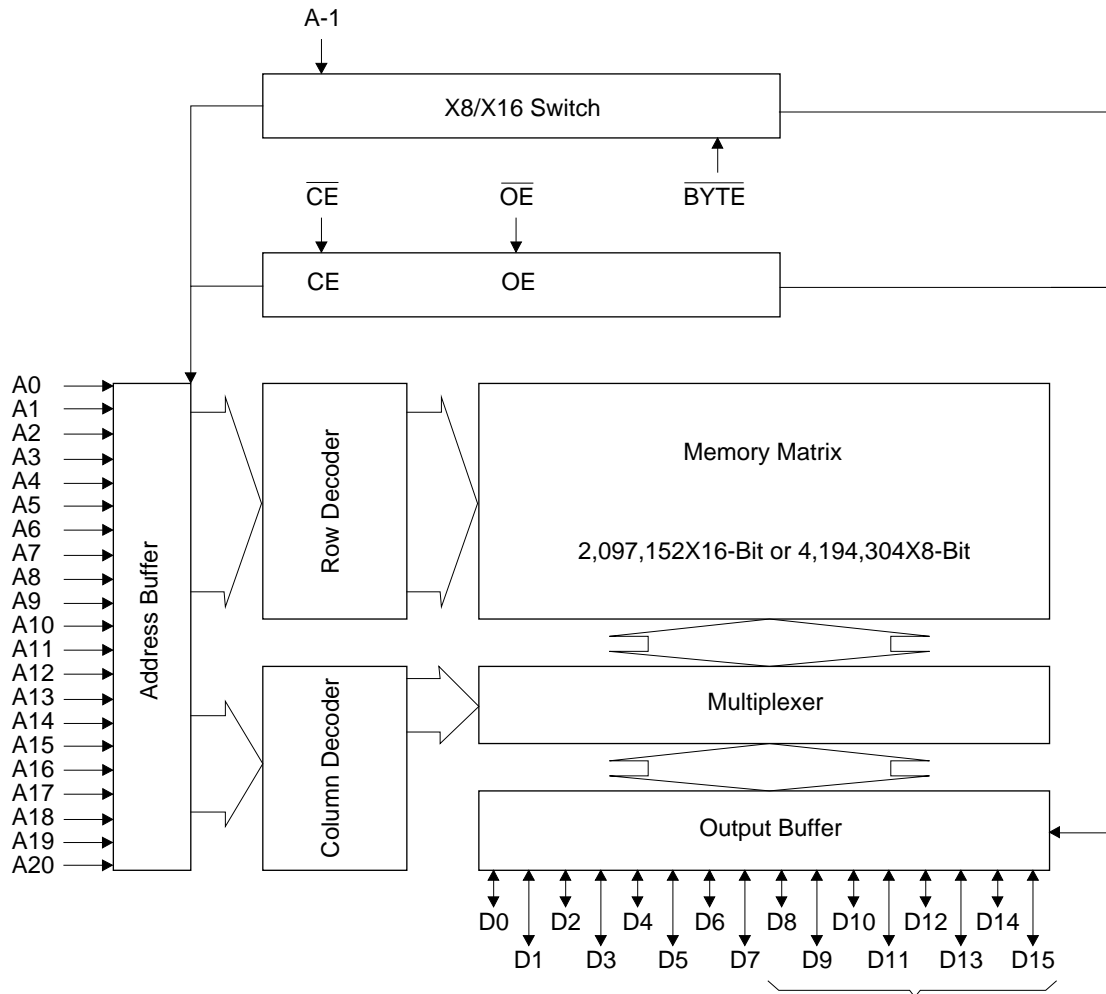 A-1
X8/X16 Switch
CE OE BYTE
CE OE
A0
A1
A2
A3
A4
A5
A6
A7
A8
A9
A10
A11
A12
A13
A14
A15
A16
A17
A18
A19
A20
Address Buffer
Row Decoder
Column Decoder
Memory Matrix
2,097,152X16-Bit or 4,194,304X8-Bit
Multiplexer
Output Buffer
D0 D2 D4 D6 D8 D10 D12 D14
D1 D3 D5 D7 D9 D11 D13 D15